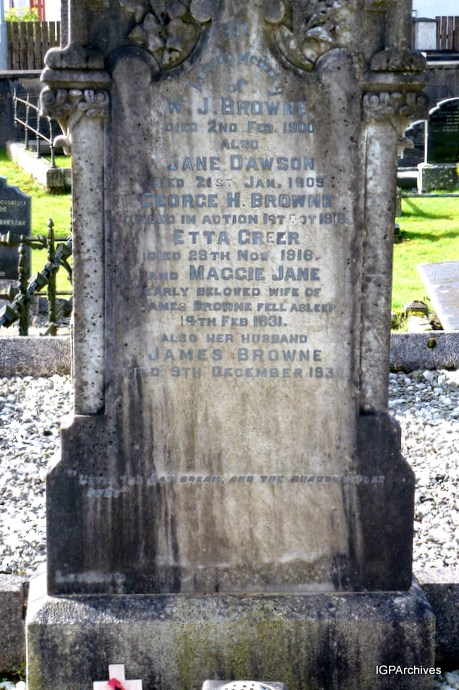 In
Loving Memory
of
W. J. BROWNE
DIED 2ND FEB. 1900
ALSO
JANE DAWSON
DIED 21ST JAN. 1905
GEORGE H. BROWNE
KILLED IN ACTION 1ST OCT 1918
ETTA GREER
DIED 28TH NOV. 1918.
AND MAGGIE JANE
DEARLY BELOVED WIFE OF
JAMES BROWNE FELL ASLEEP
14TH FEB 1931.
ALSO HER HUSBAND
JAMES BROWNE
DIED 9TH DECEMBER
"UNTIL THE DAY BREAK, AND THE SHADOWS FLEE
AWAY"
IGPArchives